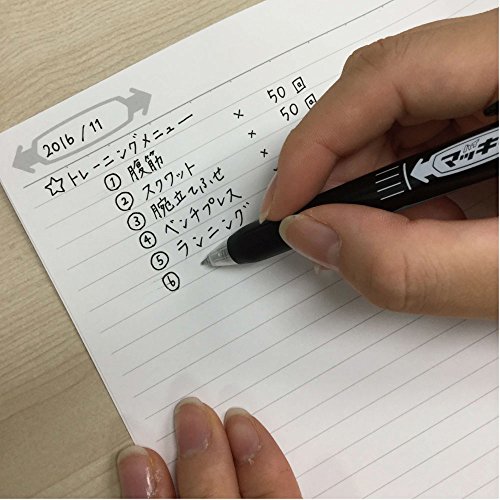 2016/11
☆トレーニングメニュー
① 腹筋 × 50回
② スクワット × 50回
③ 腕立てふせ ×
④ ベンチプレス
⑤ ランニング
⑥
マッキ